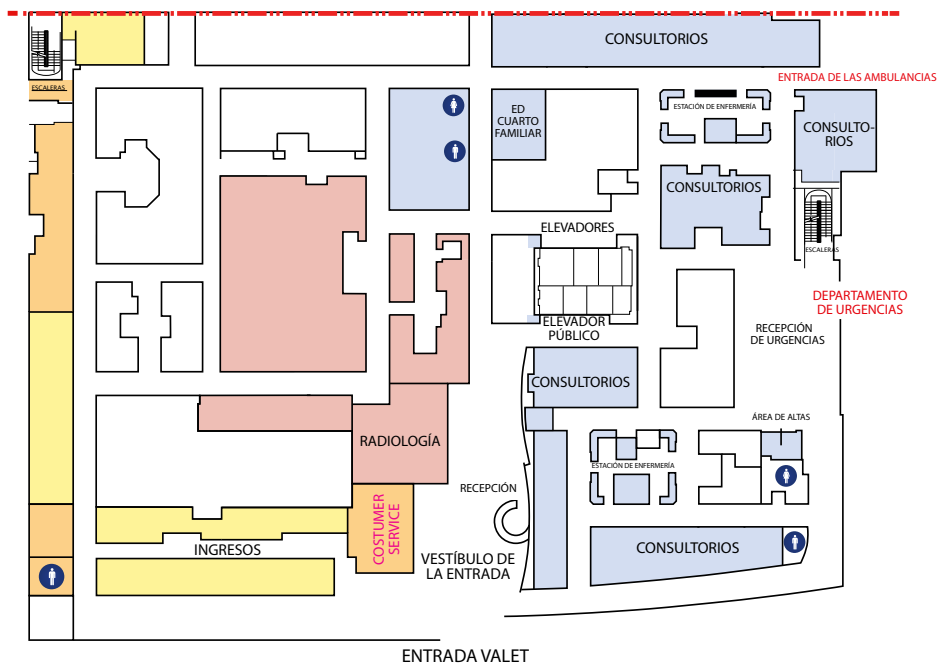 CONSULTORIOS
ENTRADA DE LAS AMBULANCIAS
ESCALERAS
ED
CUARTO
FAMILIAR
ESTACIÓN DE ENFERMERÍA
CONSULTO-
RIOS
CONSULTORIOS
ELEVADORES
ESCALERAS
DEPARTAMENTO
DE URGENCIAS
ELEVADOR
PÚBLICO
RECEPCIÓN
DE URGENCIAS
CONSULTORIOS
ÁREA DE ALTAS
RADIOLOGÍA
ESTACIÓN DE ENFERMERÍA
RECEPCIÓN
COSTUMER
SERVICE
INGRESOS
VESTÍBULO DE
LA ENTRADA
CONSULTORIOS
ENTRADA VALET